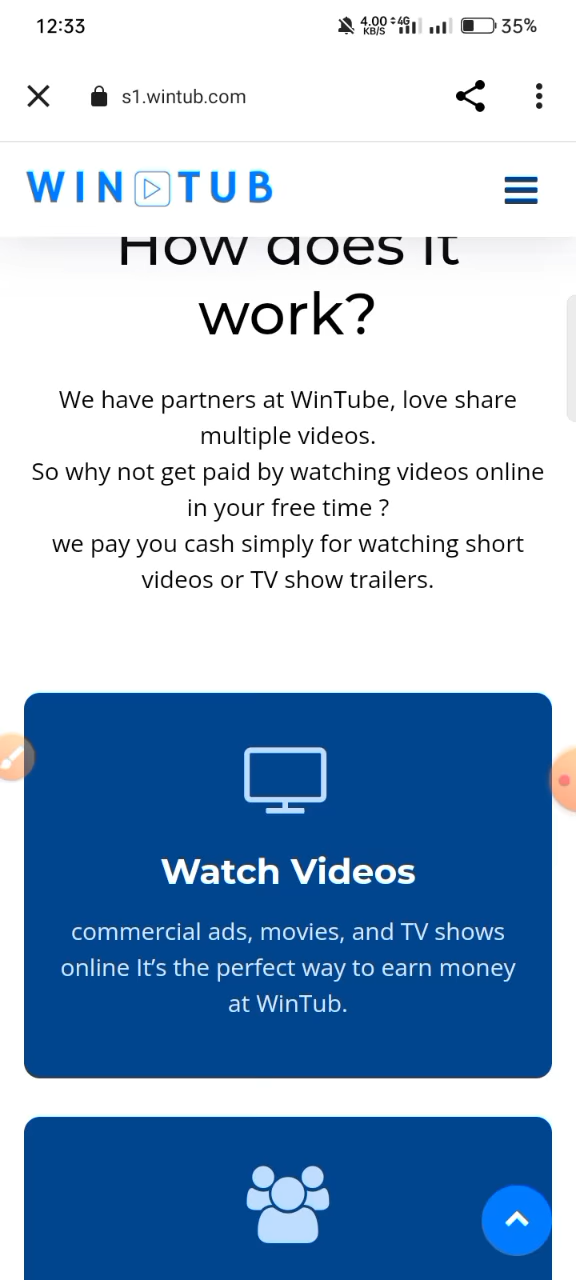 12:33
4.00 KB/S 4G 35%
s1.wintub.com
WIN TUB
How does it
work?
We have partners at WinTube, love share
multiple videos.
So why not get paid by watching videos online
in your free time ?
we pay you cash simply for watching short
videos or TV show trailers.
Watch Videos
commercial ads, movies, and TV shows
online It’s the perfect way to earn money
at WinTub.